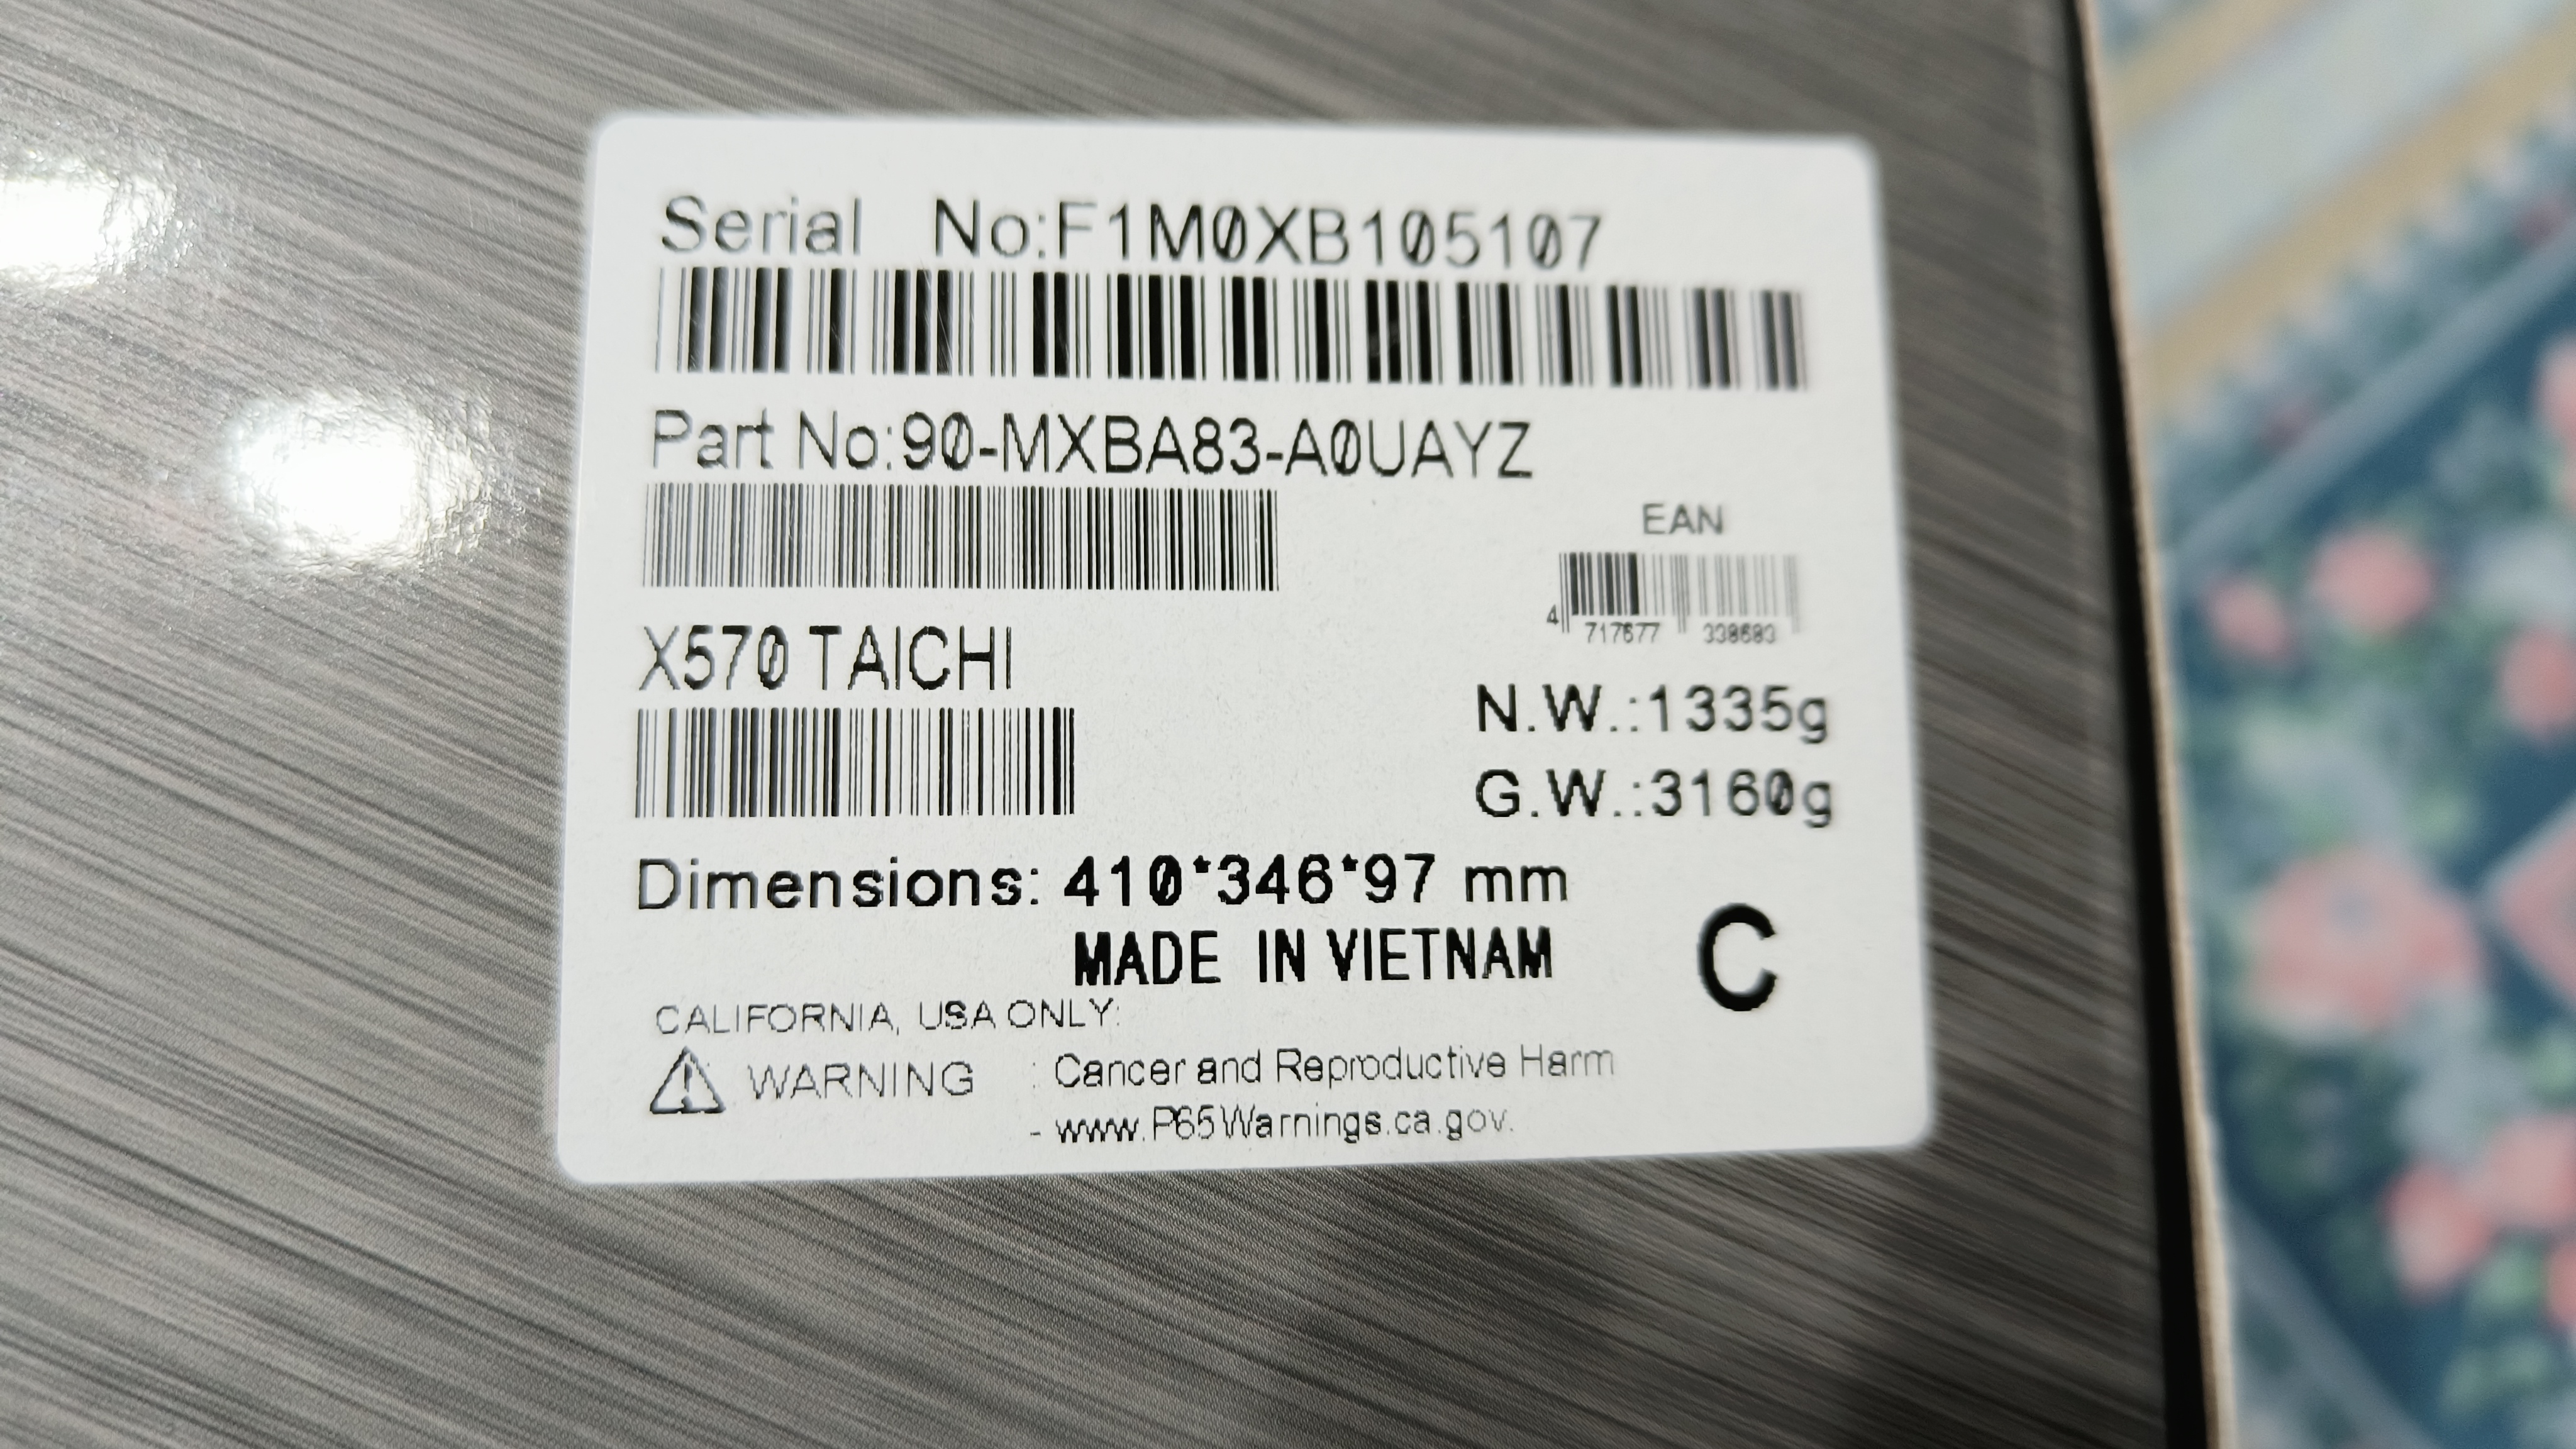 Serial No:F1M0XB105107
Part No:90-MXBA83-A0UAYZ
EAN
4 717677 338683
X570 TAICHI
N.W.:1335g
G.W.:3160g
Dimensions: 410*346*97 mm
MADE IN VIETNAM
C
CALIFORNIA, USA ONLY:
WARNING : Cancer and Reproductive Harm
- www.P65Warnings.ca.gov.